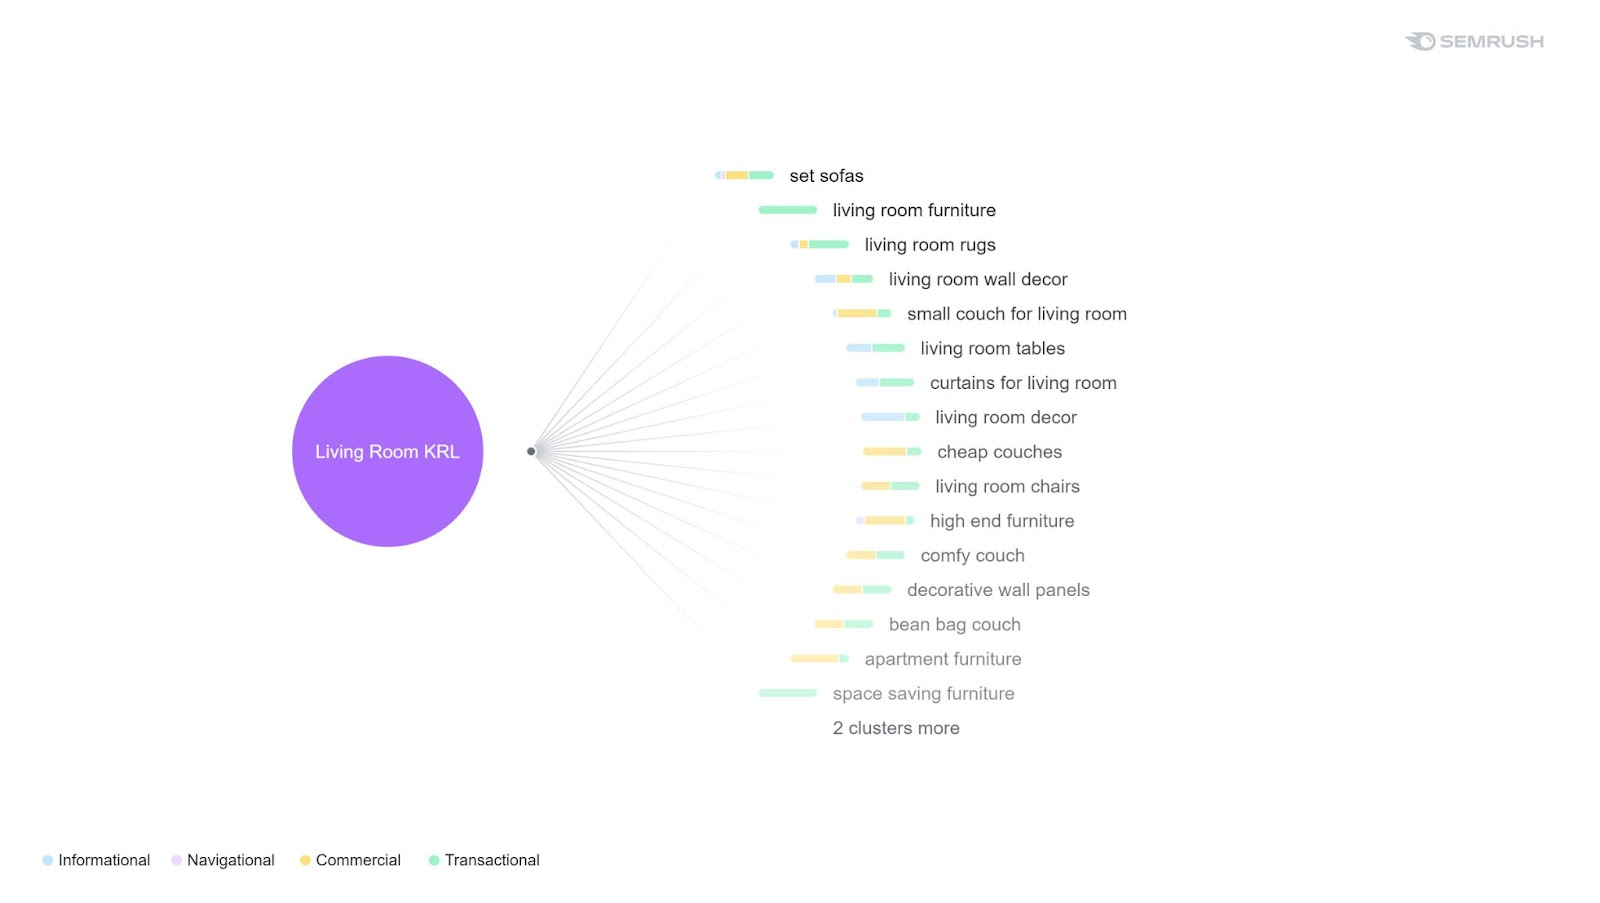 SEMRUSH
set sofas
living room furniture
living room rugs
living room wall decor
small couch for living room
living room tables
curtains for living room
living room decor
Living Room KRL
cheap couches
living room chairs
high end furniture
comfy couch
decorative wall panels
bean bag couch
apartment furniture
space saving furniture
2 clusters more
Informational Navigational Commercial Transactional